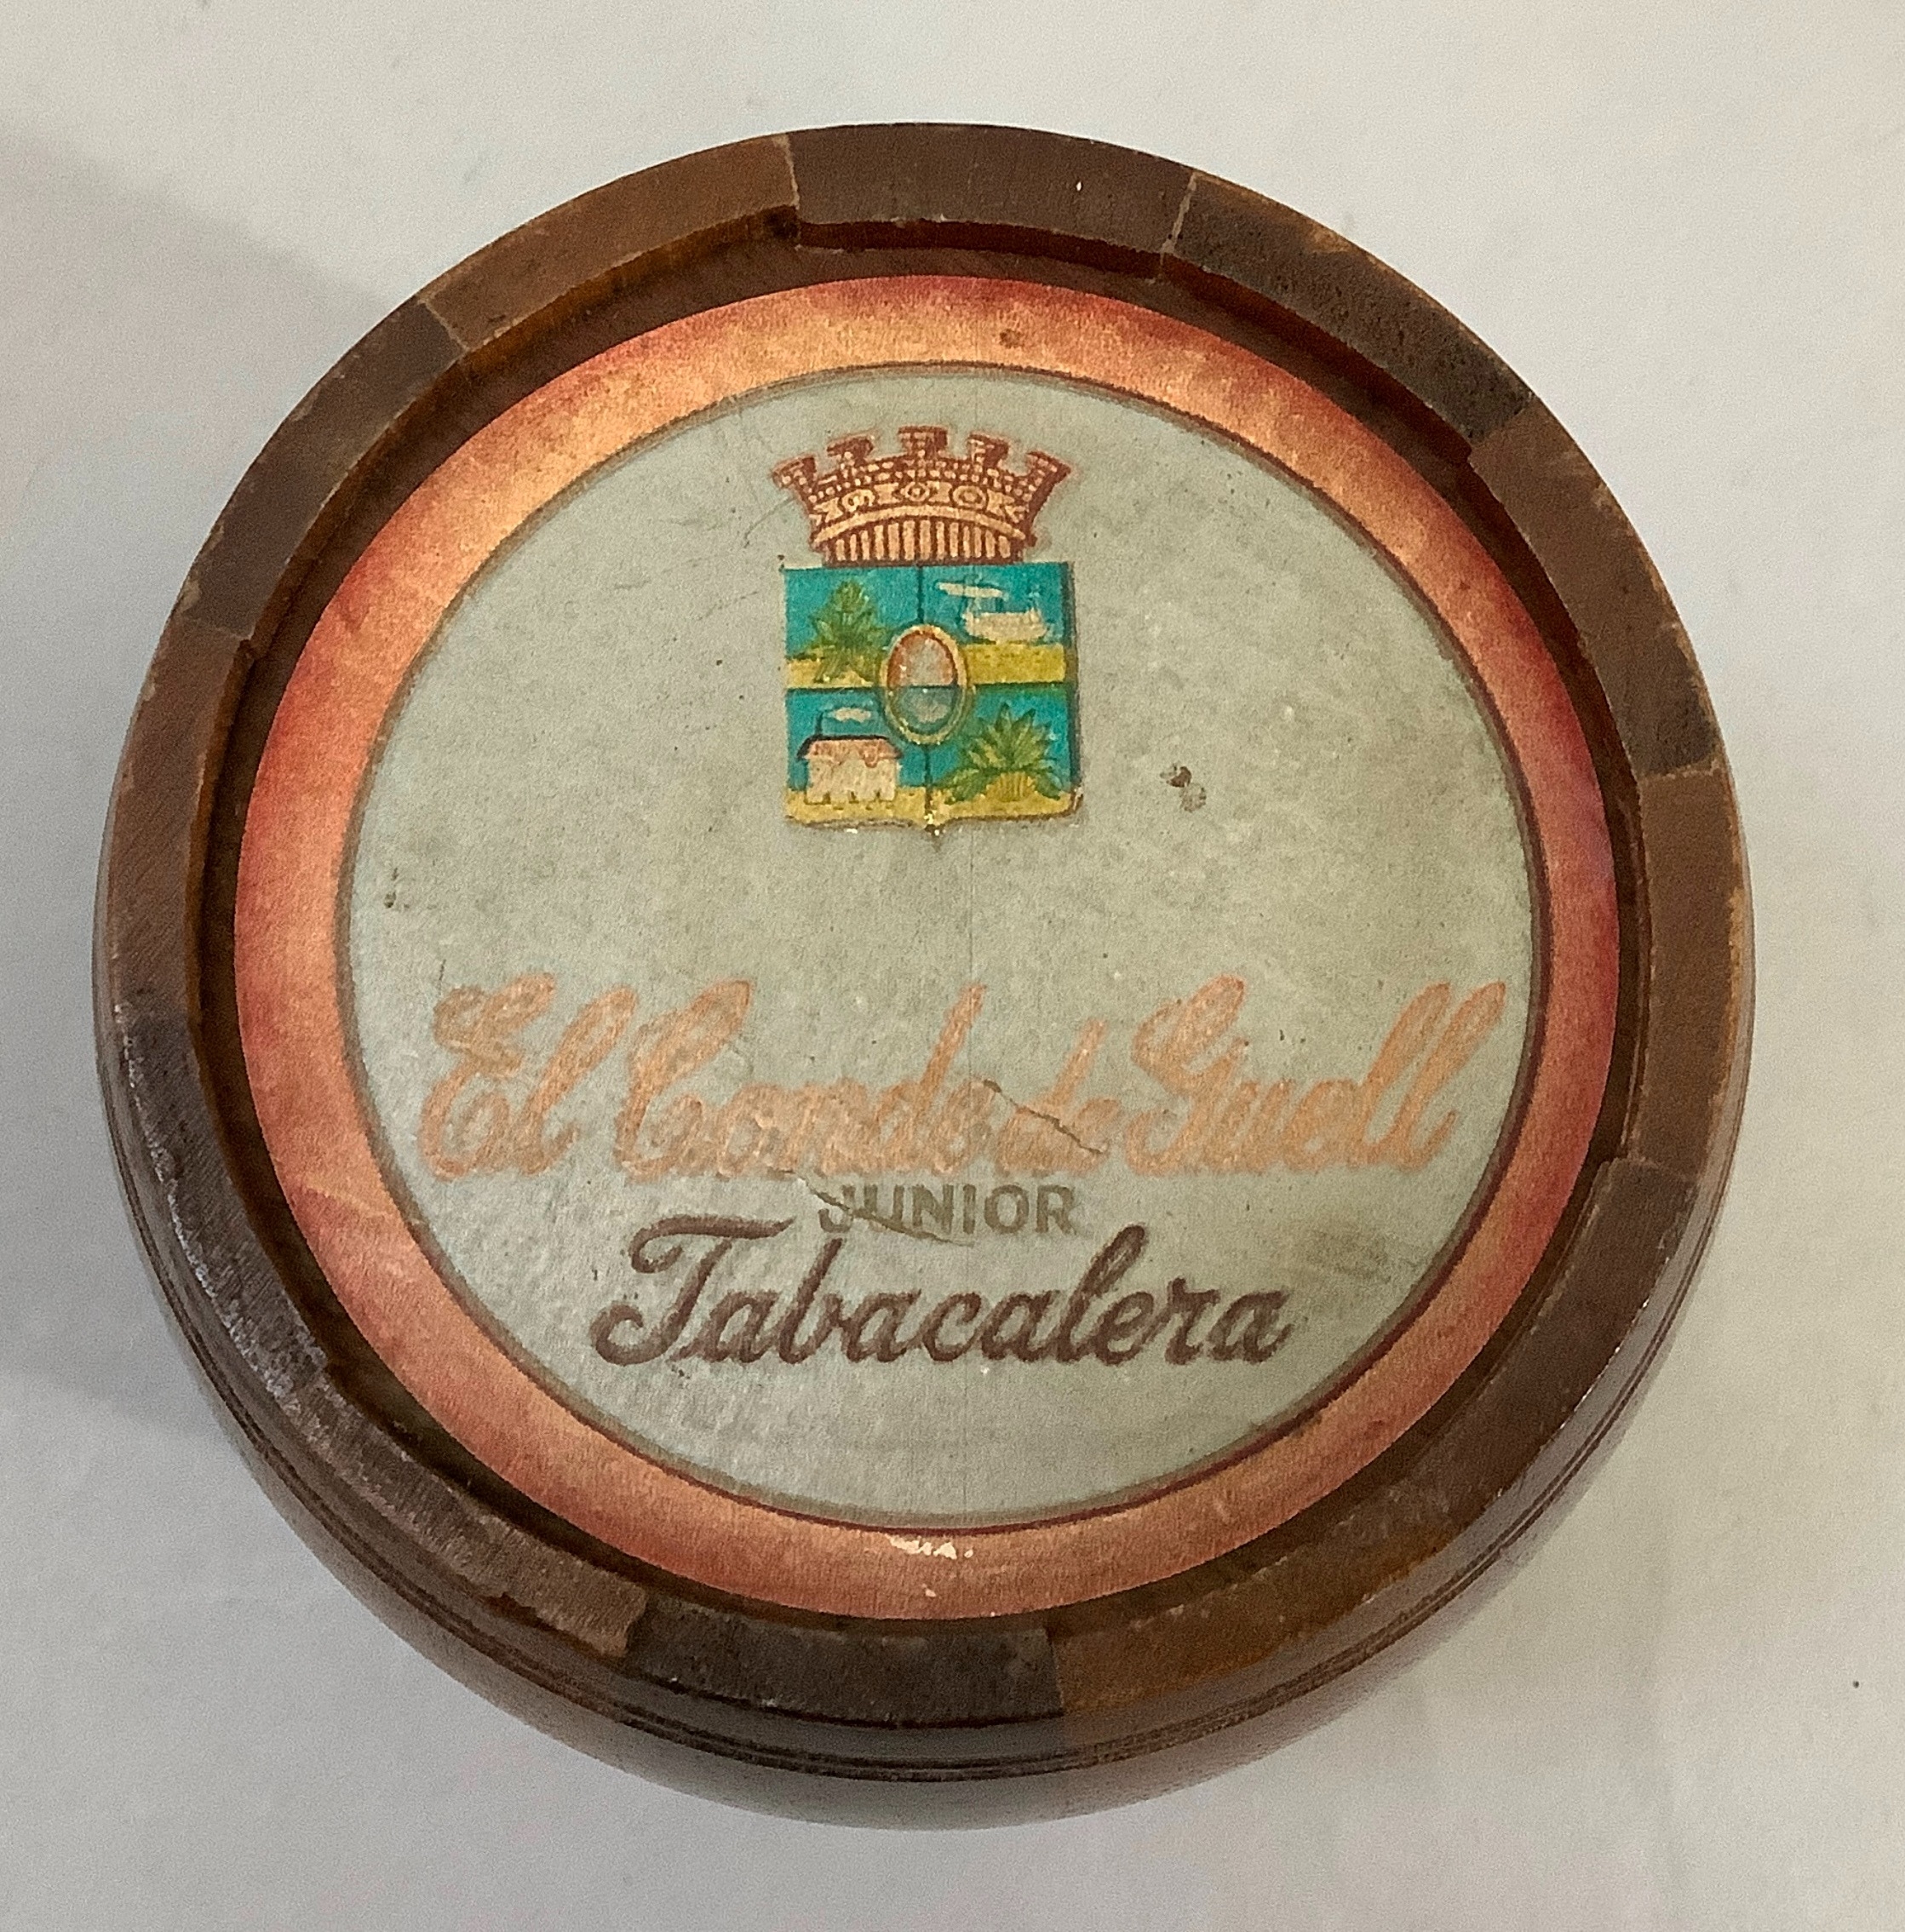 El Conde de Guell
JUNIOR
Tabacalera